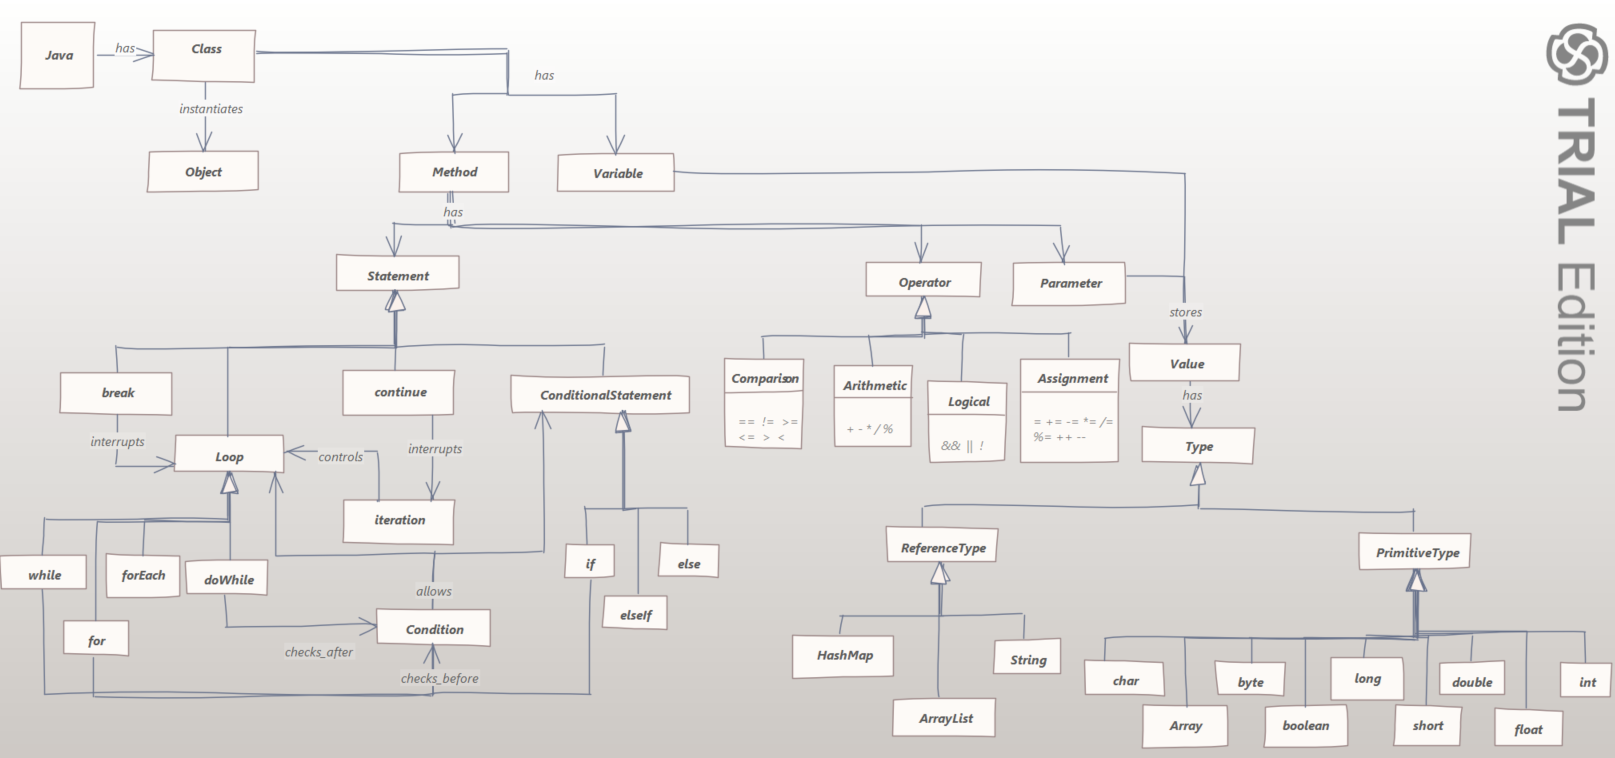 Java
has
Class
has
instantiates
Object
Method
Variable
has
Statement
Operator
Parameter
stores
Value
has
Type
break
continue
ConditionalStatement
Comparison
== != >=
<= > <
Arithmetic
+ - * / %
Logical
&& || !
Assignment
= += -= *= /=
%= ++ --
interrupts
Loop
controls
interrupts
iteration
while
forEach
doWhile
for
if
else
elseIf
allows
Condition
checks_after
checks_before
ReferenceType
PrimitiveType
HashMap
String
ArrayList
char
byte
long
double
int
Array
boolean
short
float
TRIAL Edition